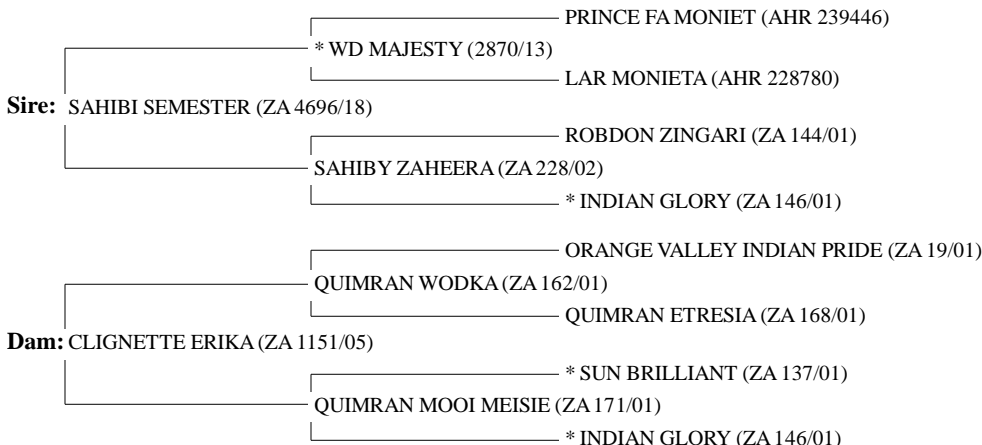 PRINCE FA MONIET (AHR 239446)
* WD MAJESTY (2870/13)
LAR MONIETA (AHR 228780)
Sire: SAHIBI SEMESTER (ZA 4696/18)
ROBDON ZINGARI (ZA 144/01)
SAHIBY ZAHEERA (ZA 228/02)
* INDIAN GLORY (ZA 146/01)
ORANGE VALLEY INDIAN PRIDE (ZA 19/01)
QUIMRAN WODKA (ZA 162/01)
QUIMRAN ETRESIA (ZA 168/01)
Dam: CLIGNETTE ERIKA (ZA 1151/05)
* SUN BRILLIANT (ZA 137/01)
QUIMRAN MOOI MEISIE (ZA 171/01)
* INDIAN GLORY (ZA 146/01)